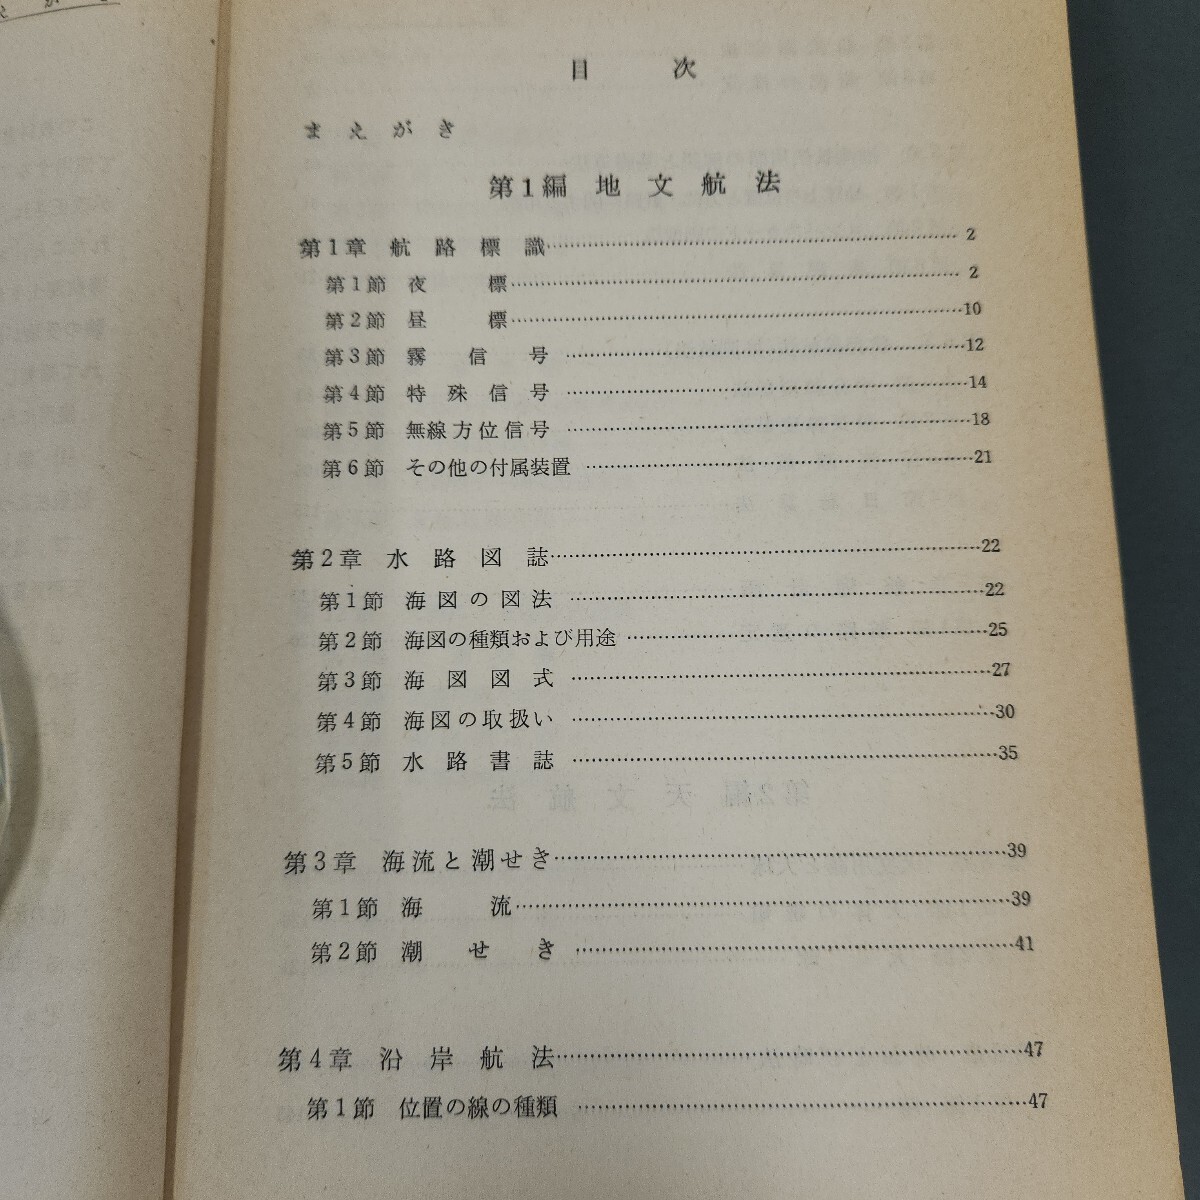 目次
まえがき
第1編 地文航法
第1章 航路標識……2
第1節 夜標……2
第2節 昼標……10
第3節 霧信号……12
第4節 特殊信号……14
第5節 無線方位信号……18
第6節 その他の付属装置……21
第2章 水路図誌……22
第1節 海図の図法……22
第2節 海図の種類および用途……25
第3節 海図図式……27
第4節 海図の取扱い……30
第5節 水路書誌……35
第3章 海流と潮せき……39
第1節 海流……39
第2節 潮せき……41
第4章 沿岸航法……47
第1節 位置の線の種類……47